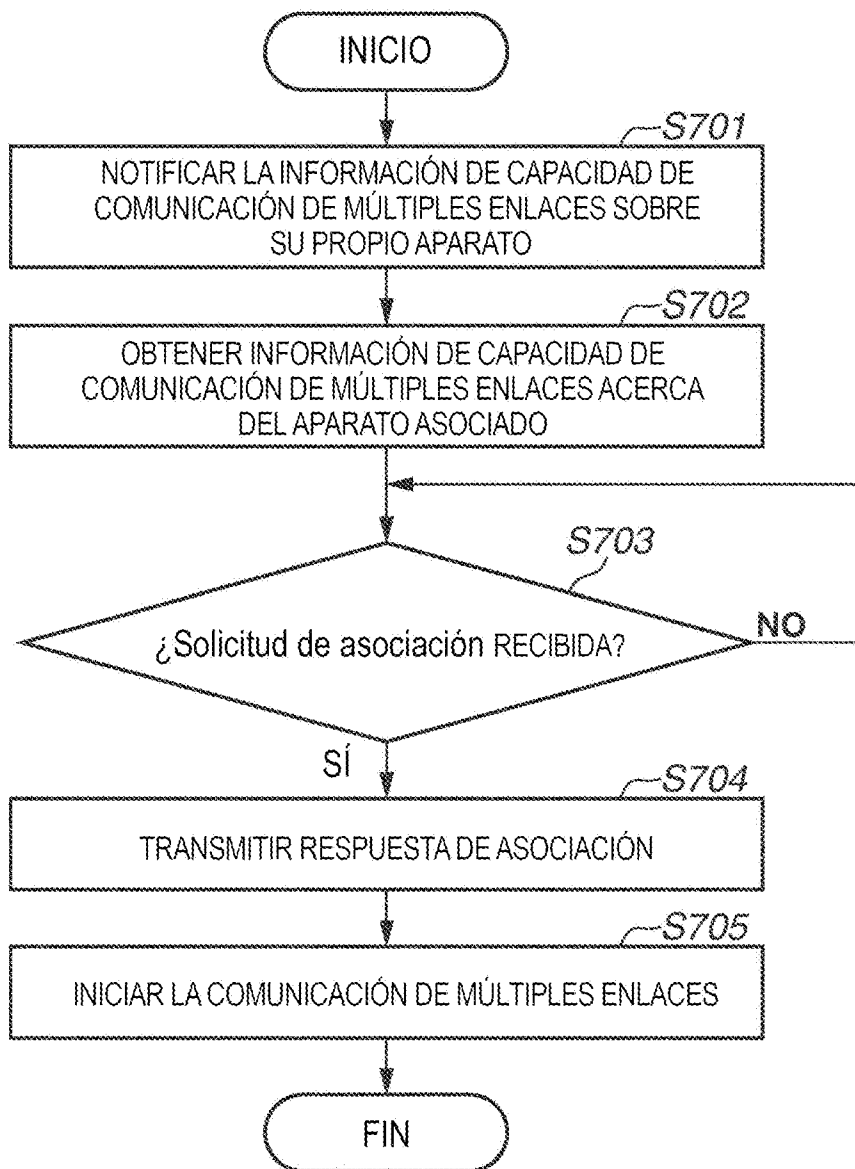 INICIO
S701
NOTIFICAR LA INFORMACIÓN DE CAPACIDAD DE
COMUNICACIÓN DE MÚLTIPLES ENLACES SOBRE
SU PROPIO APARATO
S702
OBTENER INFORMACIÓN DE CAPACIDAD DE
COMUNICACIÓN DE MÚLTIPLES ENLACES ACERCA
DEL APARATO ASOCIADO
S703
¿Solicitud de asociación RECIBIDA?
NO
SÍ
S704
TRANSMITIR RESPUESTA DE ASOCIACIÓN
S705
INICIAR LA COMUNICACIÓN DE MÚLTIPLES ENLACES
FIN